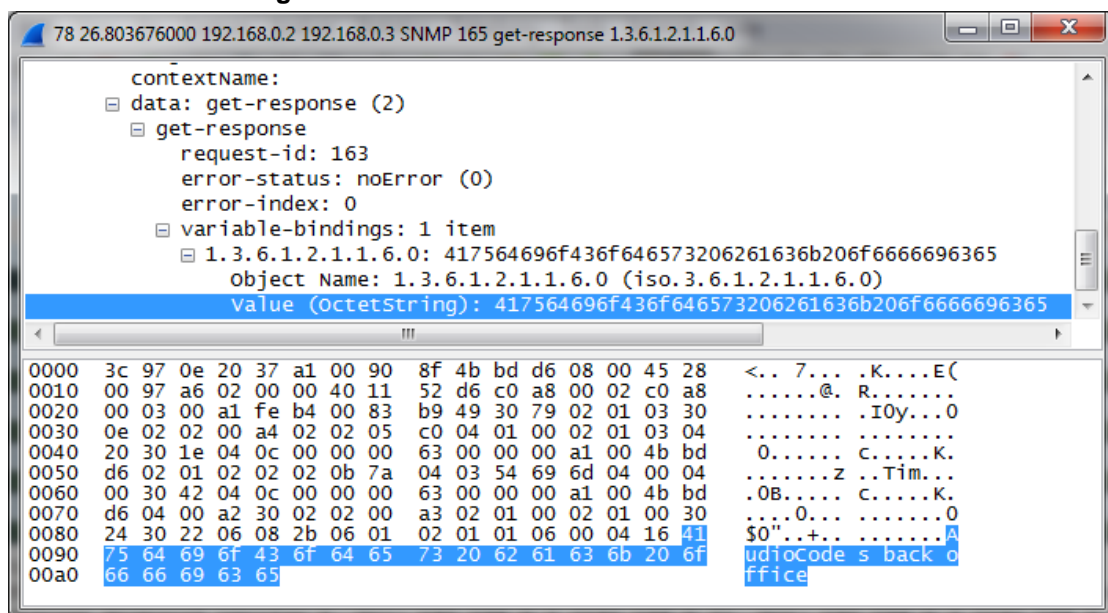 78 26.803676000 192.168.0.2 192.168.0.3 SNMP 165 get-response 1.3.6.1.2.1.1.6.0
contextName:
data: get-response (2)
get-response
request-id: 163
error-status: noError (0)
error-index: 0
variable-bindings: 1 item
1.3.6.1.2.1.1.6.0: 417564696f436f646573206261636b206f6666696365
Object Name: 1.3.6.1.2.1.1.6.0 (iso.3.6.1.2.1.1.6.0)
Value (OctetString): 417564696f436f646573206261636b206f6666696365
0000 3c 97 0e 20 37 a1 00 90 8f 4b bd d6 08 00 45 28 <.. 7... .K....E(
0010 00 97 a6 02 00 00 40 11 52 d6 c0 a8 00 02 c0 a8 ......@. R.......
0020 00 03 00 a1 fe b4 00 83 b9 49 30 79 02 01 03 30 ........ .I0y...0
0030 0e 02 02 00 a4 02 02 05 c0 04 01 00 02 01 03 04 ........ ........
0040 20 30 1e 04 0c 00 00 00 63 00 00 00 a1 00 4b bd 0...... c.....K.
0050 d6 02 01 02 02 02 0b 7a 04 03 54 69 6d 04 00 04 .......z ..Tim...
0060 00 30 42 04 0c 00 00 00 63 00 00 00 a1 00 4b bd .0B..... c.....K.
0070 d6 04 00 a2 30 02 02 00 a3 02 01 00 02 01 00 30 ....0... .......0
0080 24 30 22 06 08 2b 06 01 02 01 01 06 00 04 16 41 $0"..+.. .......A
0090 75 64 69 6f 43 6f 64 65 73 20 62 61 63 6b 20 6f udioCode s back o
00a0 66 66 69 63 65 ffice